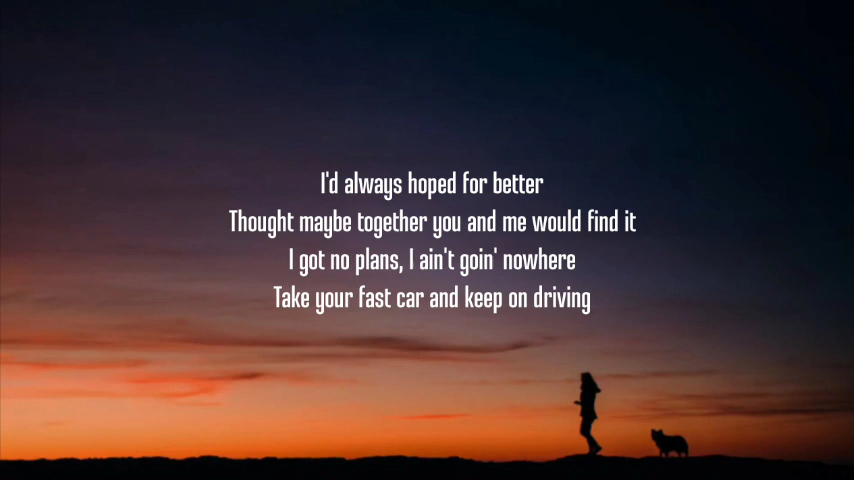 I'd always hoped for better
Thought maybe together you and me would find it
I got no plans, I ain't goin' nowhere
Take your fast car and keep on driving